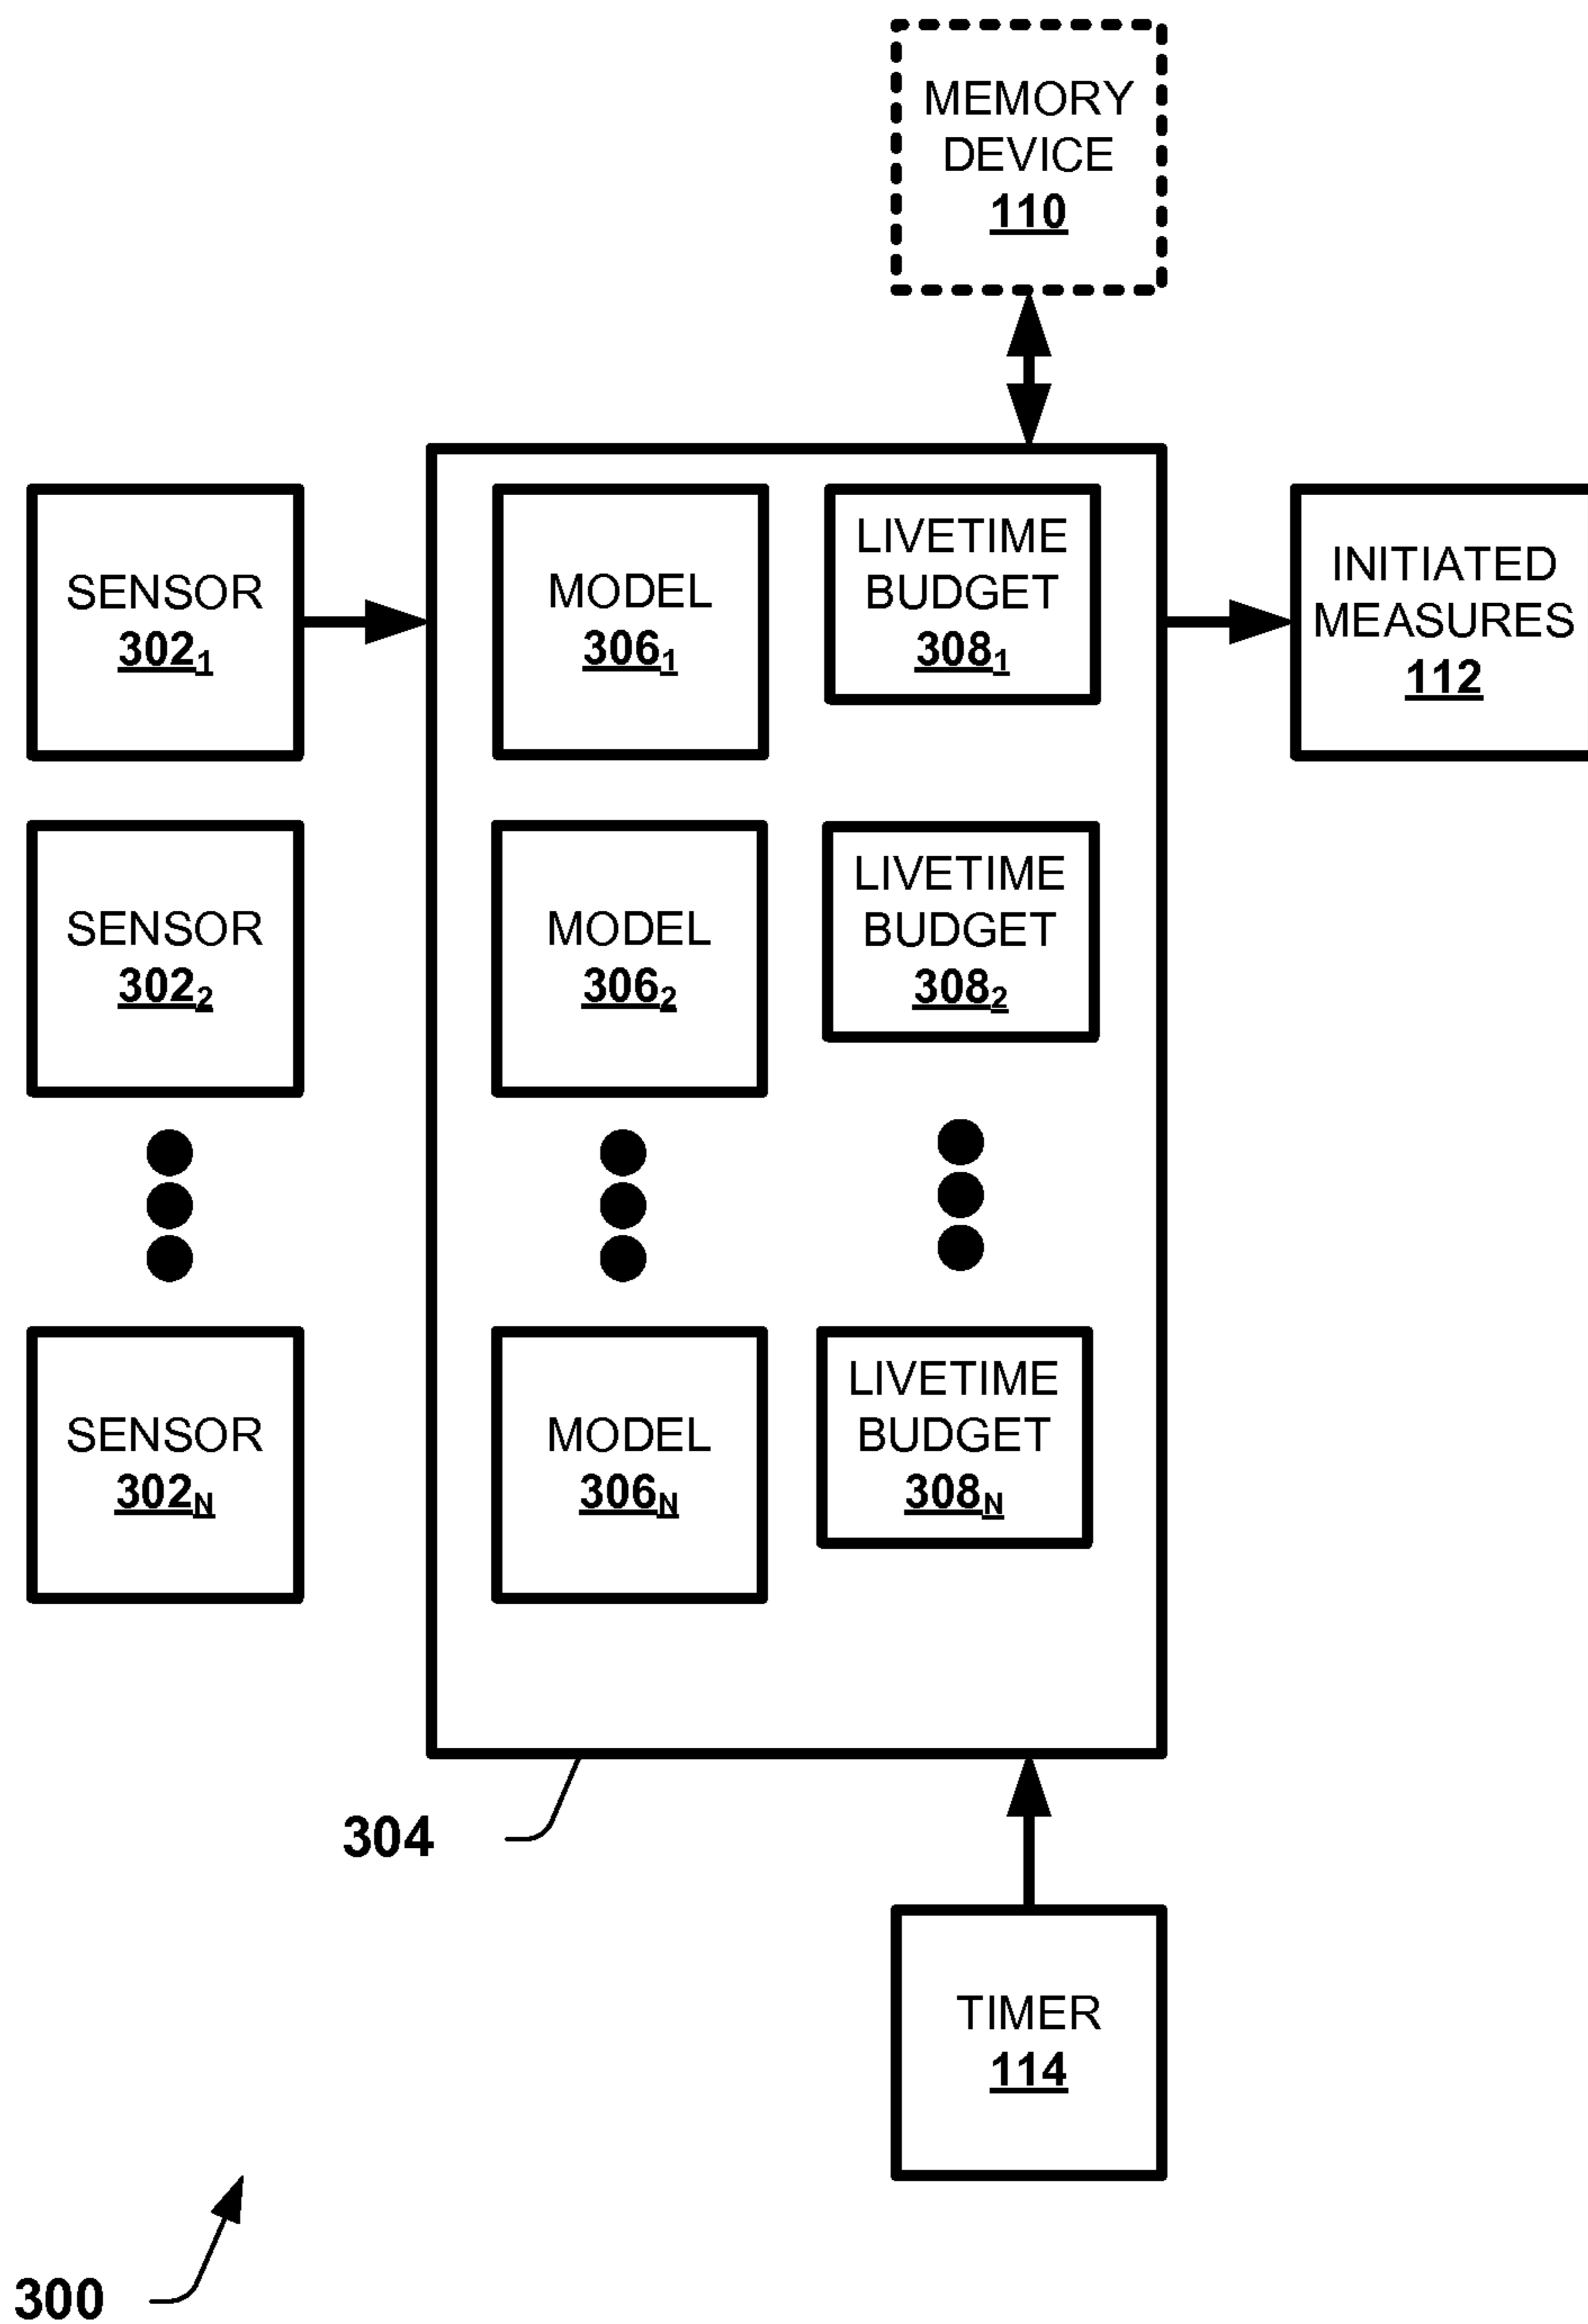 MEMORY
DEVICE
110
SENSOR
302₁
MODEL
306₁
LIVETIME
BUDGET
308₁
INITIATED
MEASURES
112
SENSOR
302₂
MODEL
306₂
LIVETIME
BUDGET
308₂
SENSOR
302N
MODEL
306N
LIVETIME
BUDGET
308N
304
TIMER
114
300